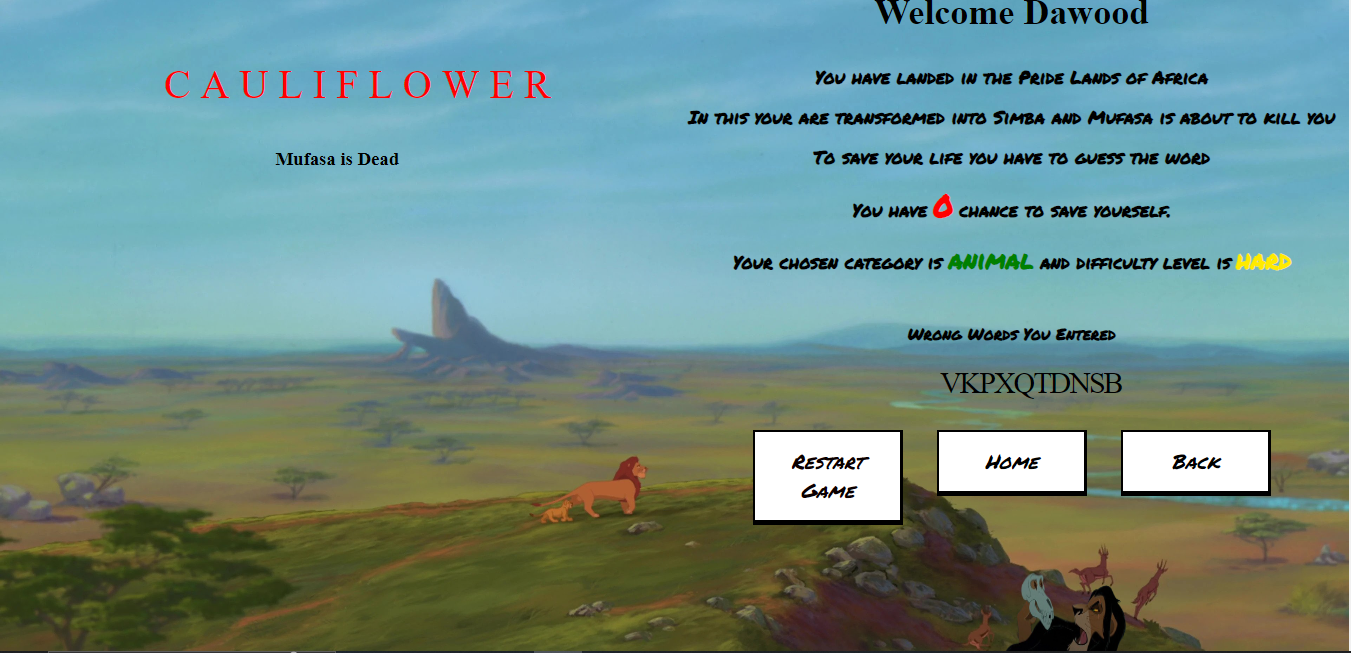 Welcome Dawood
C A U L I F L O W E R
Mufasa is Dead
You have landed in the Pride Lands of Africa
In this your are transformed into Simba and Mufasa is about to kill you
To save your life you have to guess the word
You have 0 chance to save yourself.
Your chosen category is ANIMAL and difficulty level is HARD
Wrong Words You Entered
VKPXQTDNSB
Restart
Game
Home
Back